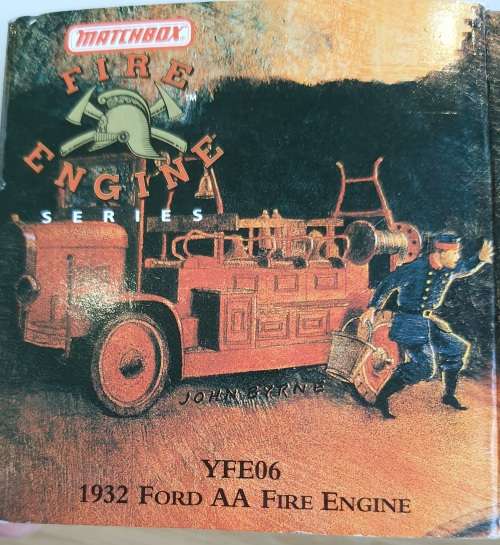 MATCHBOX
FIRE
ENGINE
SERIES
JOHN BYRNE
YFE06
1932 FORD AA FIRE ENGINE